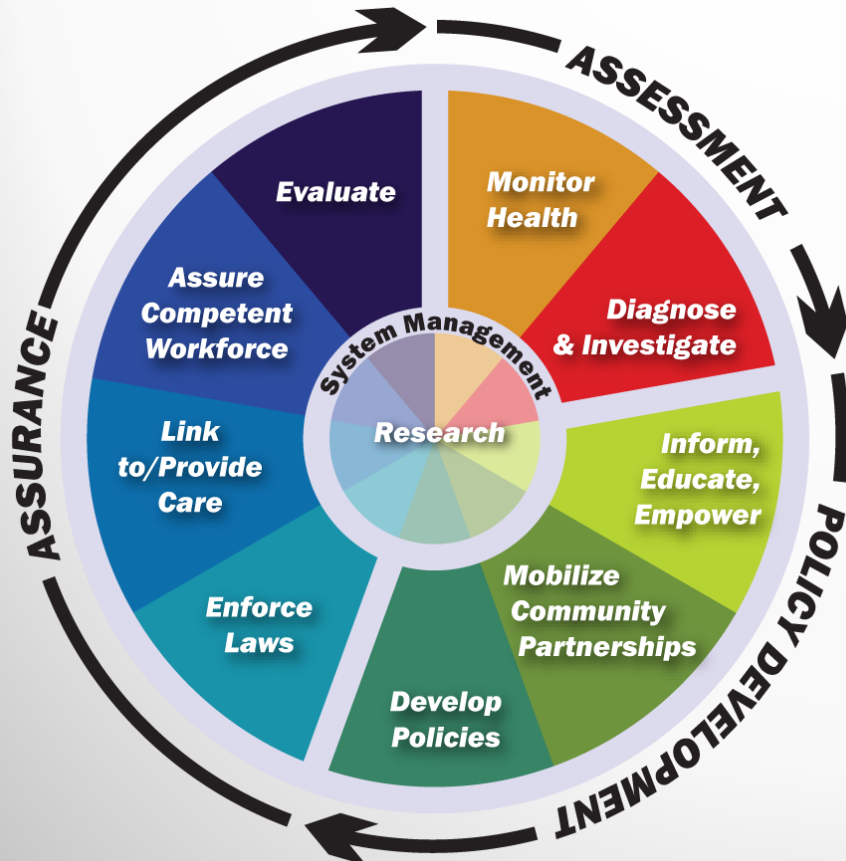 ASSESSMENT
POLICY DEVELOPMENT
ASSURANCE
Monitor
Health
Diagnose
& Investigate
Inform,
Educate,
Empower
Mobilize
Community
Partnerships
Develop
Policies
Enforce
Laws
Link
to/Provide
Care
Assure
Competent
Workforce
Evaluate
System Management
Research